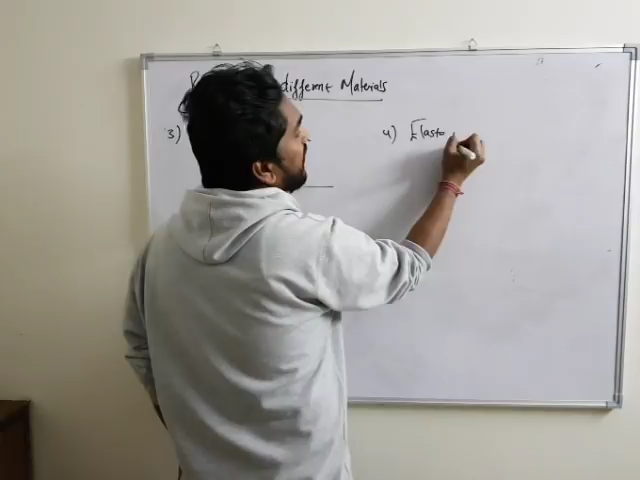 different Materials
3)
4) Elasto